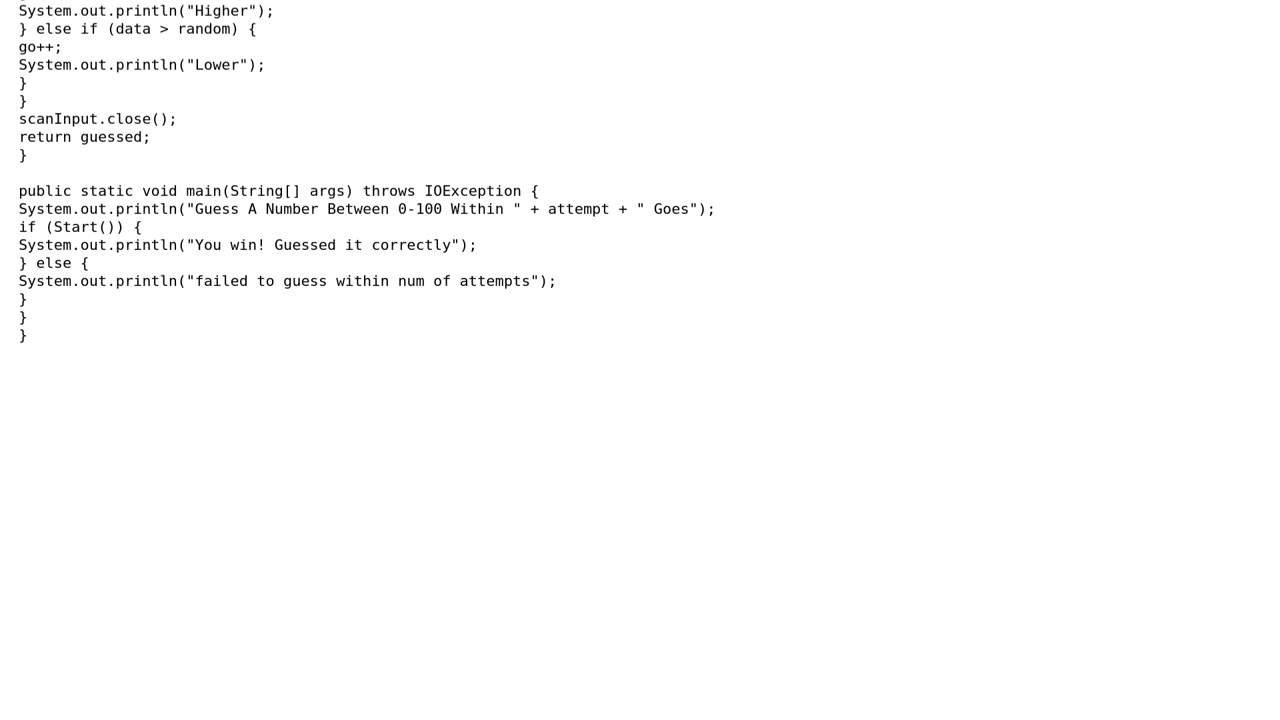 System.out.println("Higher");
} else if (data > random) {
go++;
System.out.println("Lower");
}
}
scanInput.close();
return guessed;
}

public static void main(String[] args) throws IOException {
System.out.println("Guess A Number Between 0-100 Within " + attempt + " Goes");
if (Start()) {
System.out.println("You win! Guessed it correctly");
} else {
System.out.println("failed to guess within num of attempts");
}
}
}